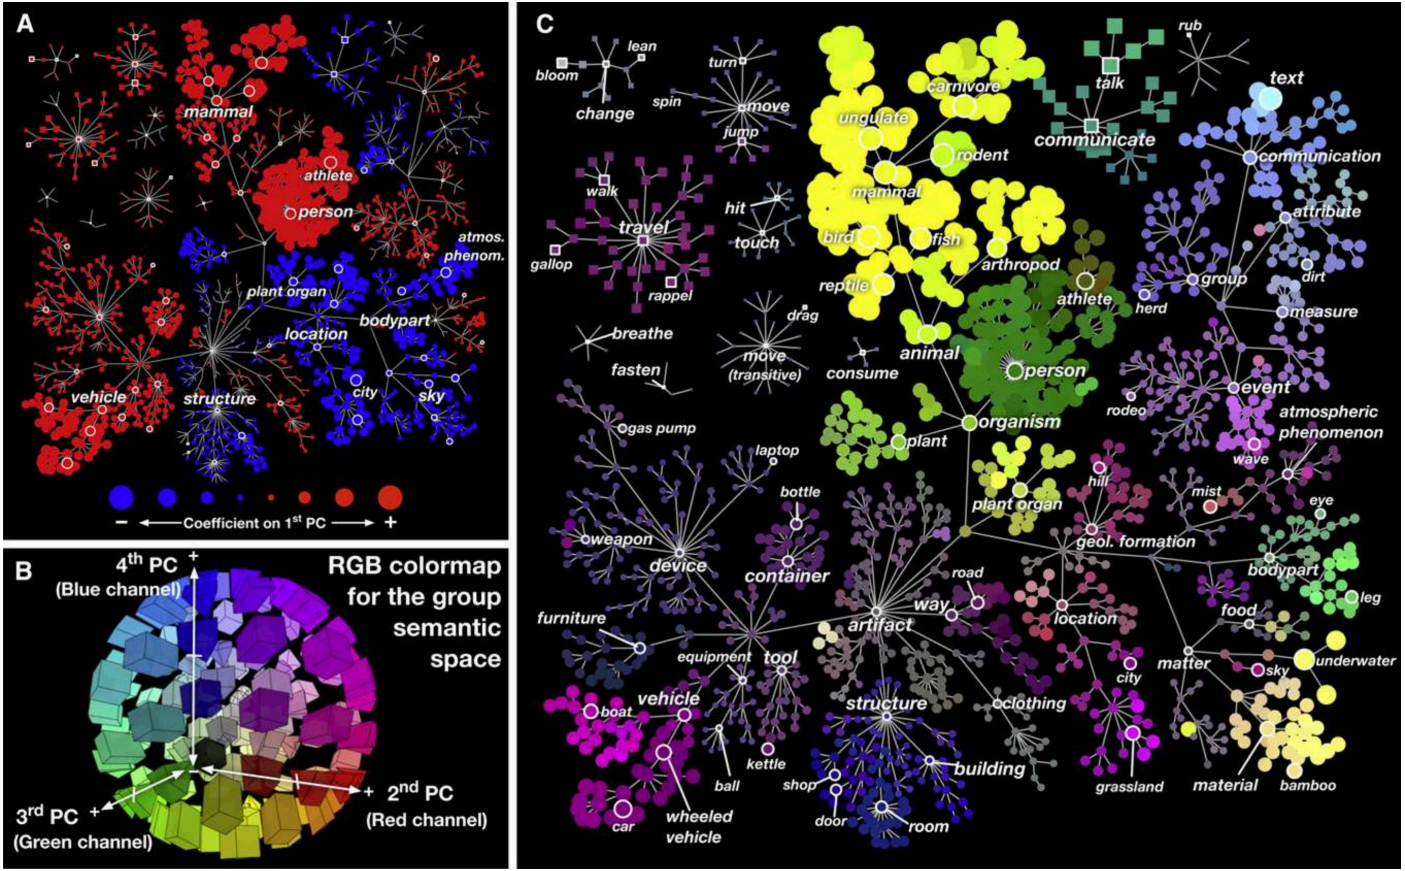 A
mammal
athlete
person
atmos.
phenom.
plant organ
location
bodypart
city
sky
vehicle
structure
− Coefficient on 1st PC +
B
4th PC
+
(Blue channel)
RGB colormap
for the group
semantic
space
3rd PC
+
(Green channel)
+ 2nd PC
(Red channel)
C
lean
bloom
change
turn
spin
move
jump
talk
communicate
rub
text
communication
carnivore
ungulate
rodent
mammal
walk
travel
gallop
rappel
hit
touch
bird
fish
arthropod
reptile
attribute
dirt
group
herd
measure
athlete
breathe
drag
move
(transitive)
consume
fasten
animal
person
organism
plant
event
rodeo
wave
atmospheric
phenomenon
gas pump
laptop
bottle
weapon
device
container
plant organ
hill
geol. formation
mist
eye
bodypart
leg
road
way
artifact
location
food
furniture
equipment
tool
matter
underwater
sky
city
vehicle
boat
structure
clothing
ball
kettle
shop
building
door
room
car
wheeled
vehicle
grassland
material
bamboo